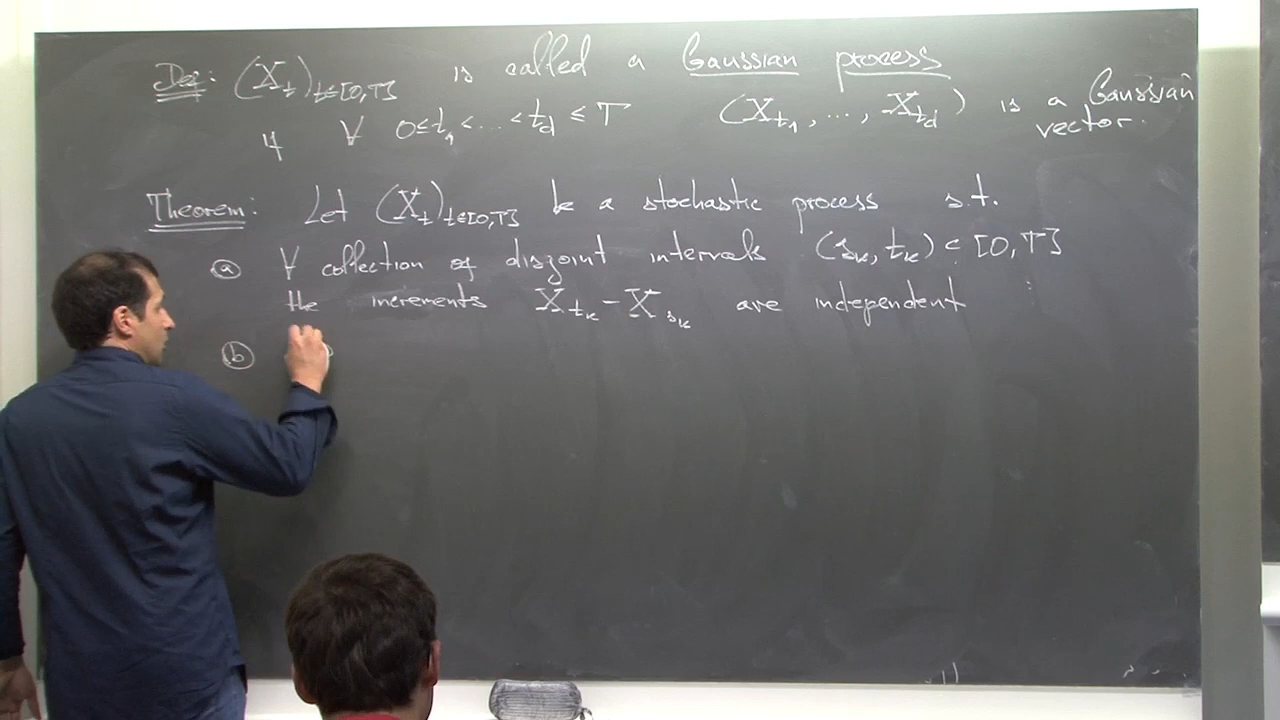 Def: (X_t)_{t∈[0,T]} is called a Gaussian process
if ∀ 0≤t_1<...<t_d≤T (X_{t_1}, ..., X_{t_d}) is a Gaussian vector.
Theorem: Let (X_t)_{t∈[0,T]} be a stochastic process s.t.
(a) ∀ collection of disjoint intervals (s_k, t_k) ⊂ [0,T]
the increments X_{t_k} - X_{s_k} are independent
(b)